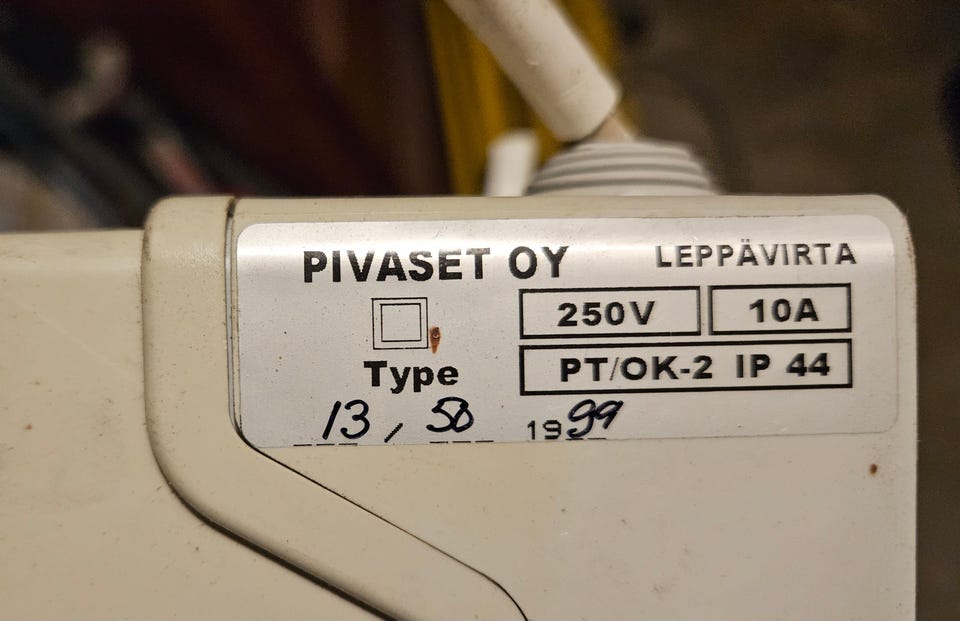 PIVASET OY LEPPÄVIRTA
250V 10A
Type PT/OK-2 IP 44
13, 50 1999